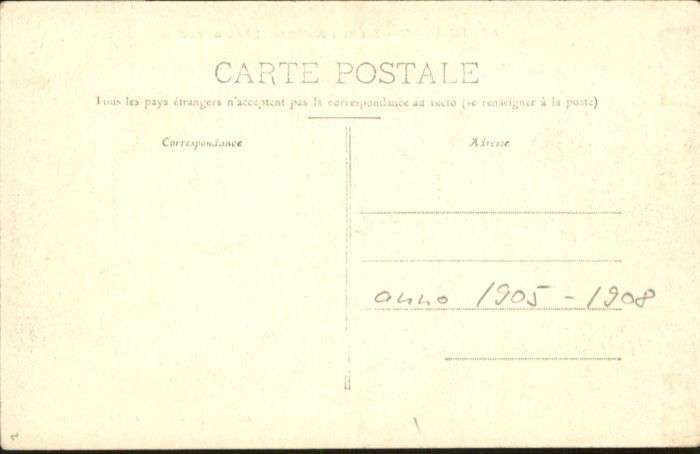 CARTE POSTALE
Tous les pays étrangers n'acceptent pas la correspondance au recto (se renseigner à la poste)
Correspondance
Adresse
anno 1905 - 1908